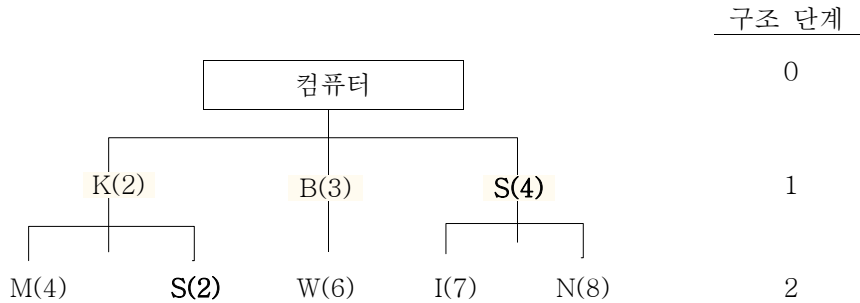 구조 단계
컴퓨터 0
K(2) B(3) S(4) 1
M(4) S(2) W(6) I(7) N(8) 2